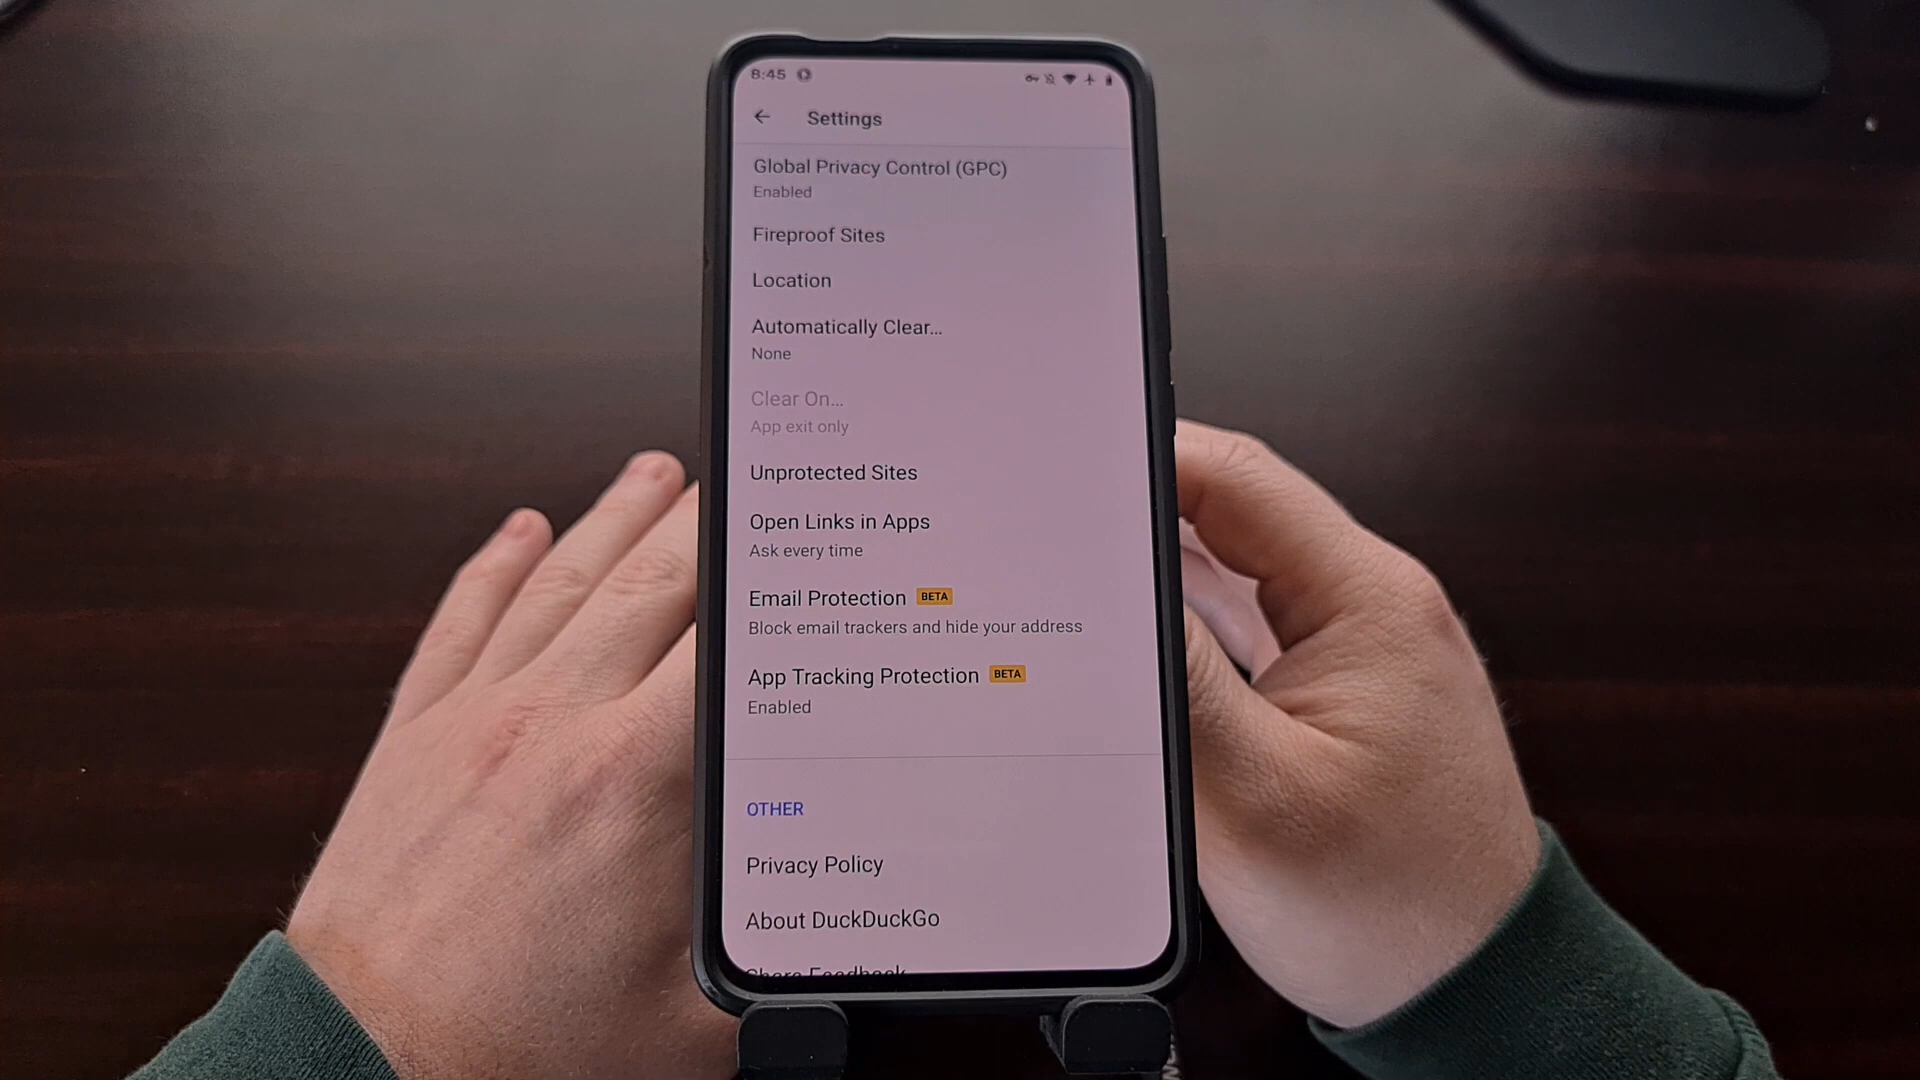 8:45
Settings
Global Privacy Control (GPC)
Enabled
Fireproof Sites
Location
Automatically Clear...
None
Clear On...
App exit only
Unprotected Sites
Open Links in Apps
Ask every time
Email Protection BETA
Block email trackers and hide your address
App Tracking Protection BETA
Enabled
OTHER
Privacy Policy
About DuckDuckGo
Share Feedback